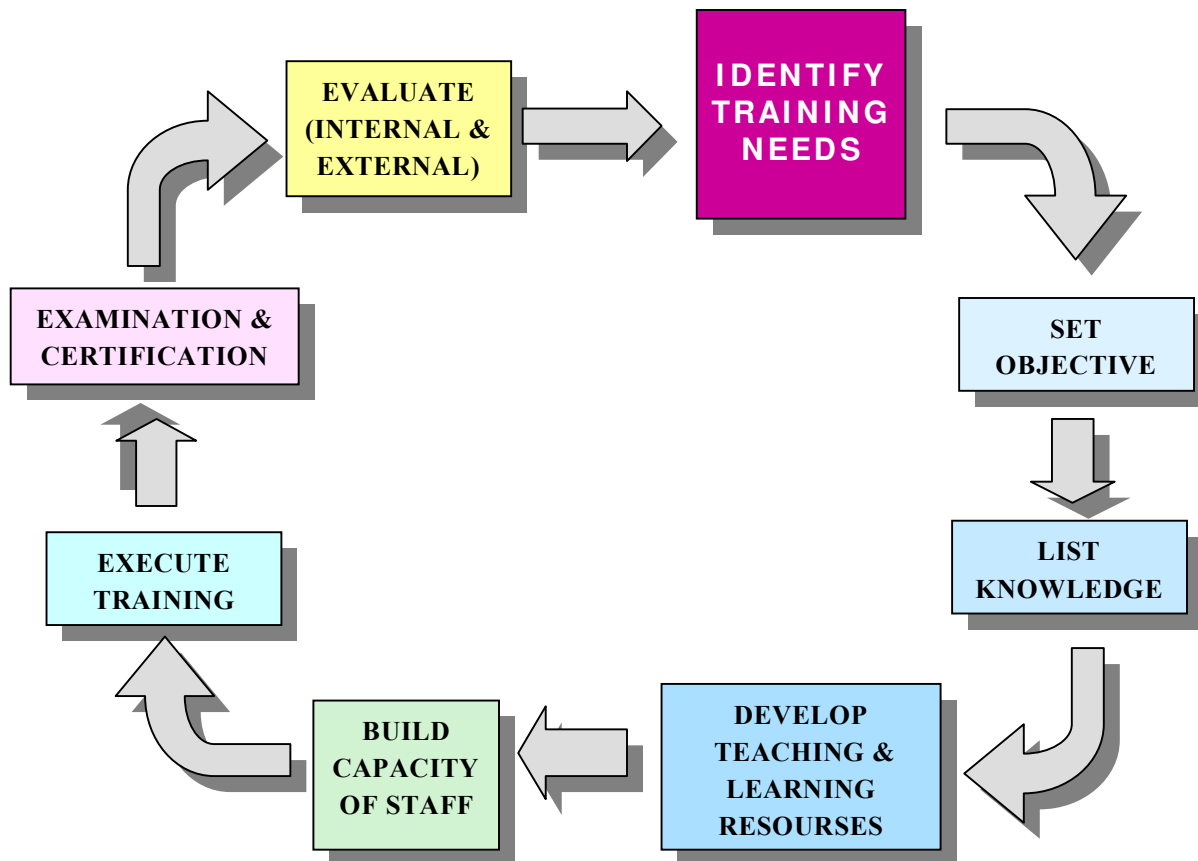 EVALUATE
(INTERNAL &
EXTERNAL)
IDENTIFY
TRAINING
NEEDS
SET
OBJECTIVE
LIST
KNOWLEDGE
DEVELOP
TEACHING &
LEARNING
RESOURSES
BUILD
CAPACITY
OF STAFF
EXECUTE
TRAINING
EXAMINATION &
CERTIFICATION